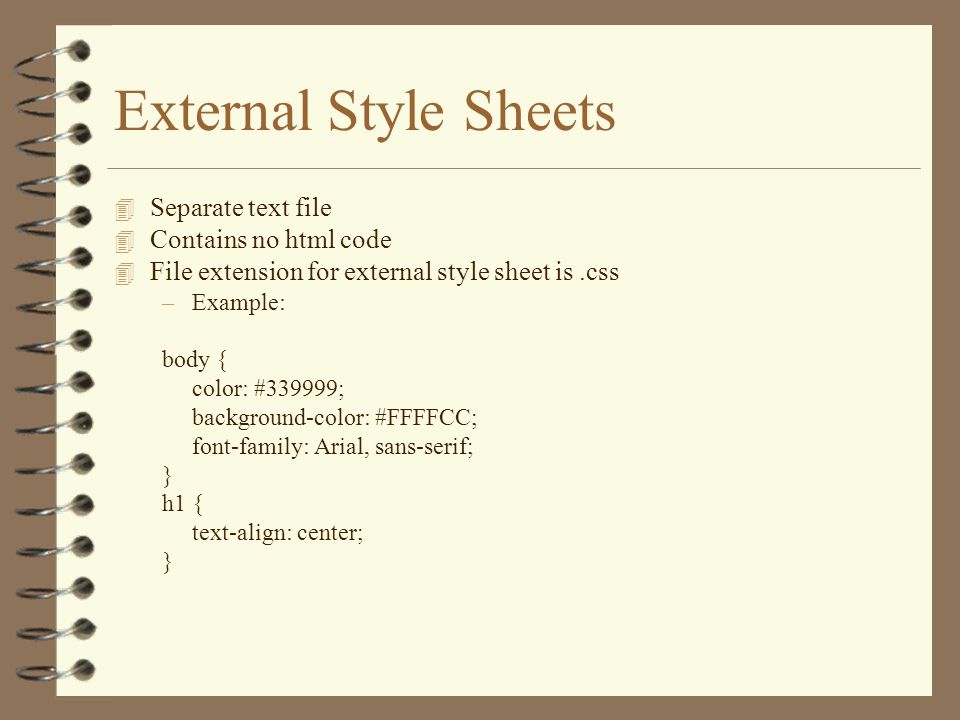 External Style Sheets
Separate text file
Contains no html code
File extension for external style sheet is .css
– Example:
body {
color: #339999;
background-color: #FFFFCC;
font-family: Arial, sans-serif;
}
h1 {
text-align: center;
}